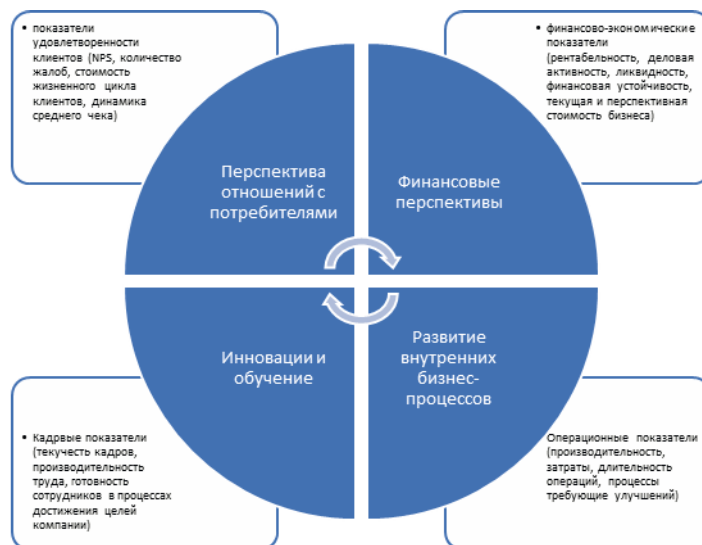 • показатели
удовлетворенности
клиентов (NPS, количество
жалоб, стоимость
жизненного цикла
клиентов, динамика
среднего чека)
• финансово-экономические
показатели
(рентабельность, деловая
активность, ликвидность,
финансовая устойчивость,
текущая и перспективная
стоимость бизнеса)
Перспектива
отношений с
потребителями
Финансовые
перспективы
Инновации и
обучение
Развитие
внутренних
бизнес-
процессов
• Кадрвые показатели
(текучесть кадров,
производительность
труда, готовность
сотрудников в процессах
достижения целей
компании)
Операционные показатели
(производительность,
затраты, длительность
операций, процессы
требующие улучшений)